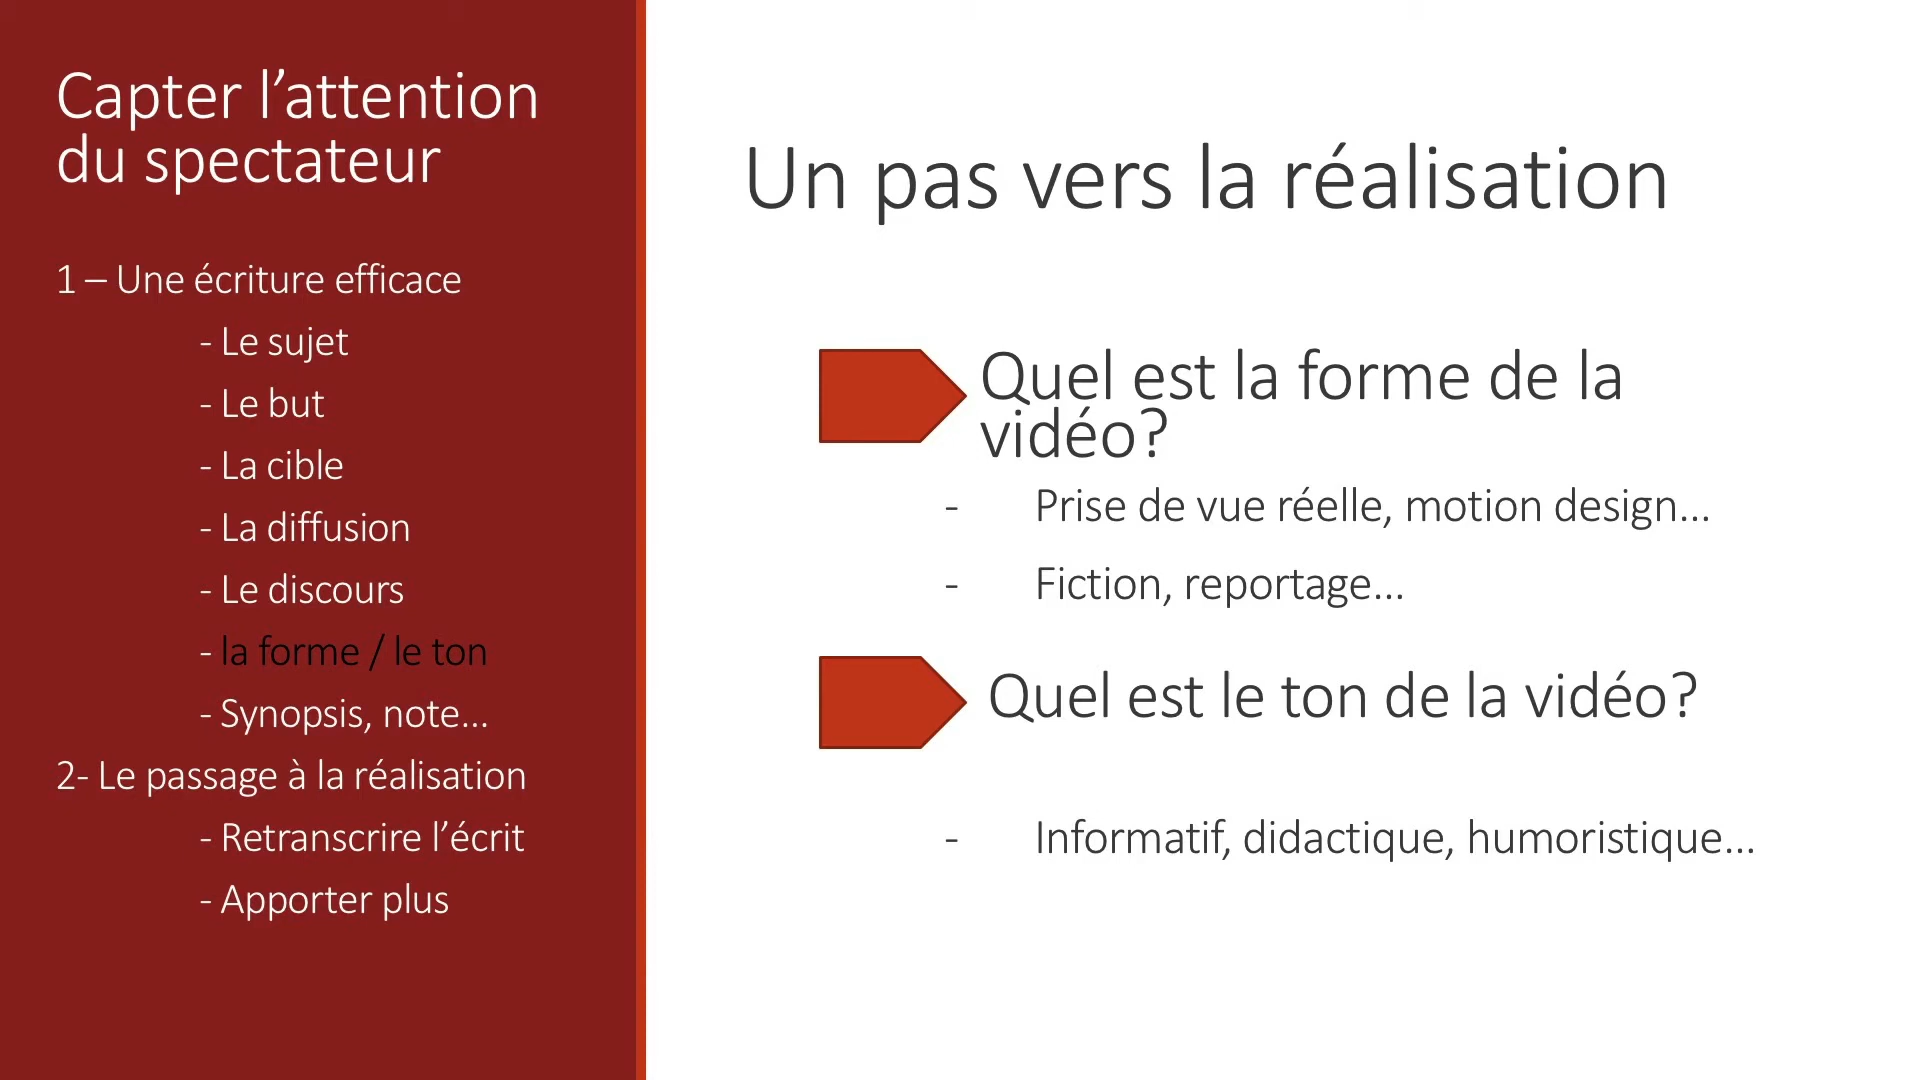 Capter l’attention
du spectateur
1 – Une écriture efficace
- Le sujet
- Le but
- La cible
- La diffusion
- Le discours
- la forme / le ton
- Synopsis, note...
2- Le passage à la réalisation
- Retranscrire l’écrit
- Apporter plus
Un pas vers la réalisation
Quel est la forme de la
vidéo?
- Prise de vue réelle, motion design...
- Fiction, reportage...
Quel est le ton de la vidéo?
- Informatif, didactique, humoristique...